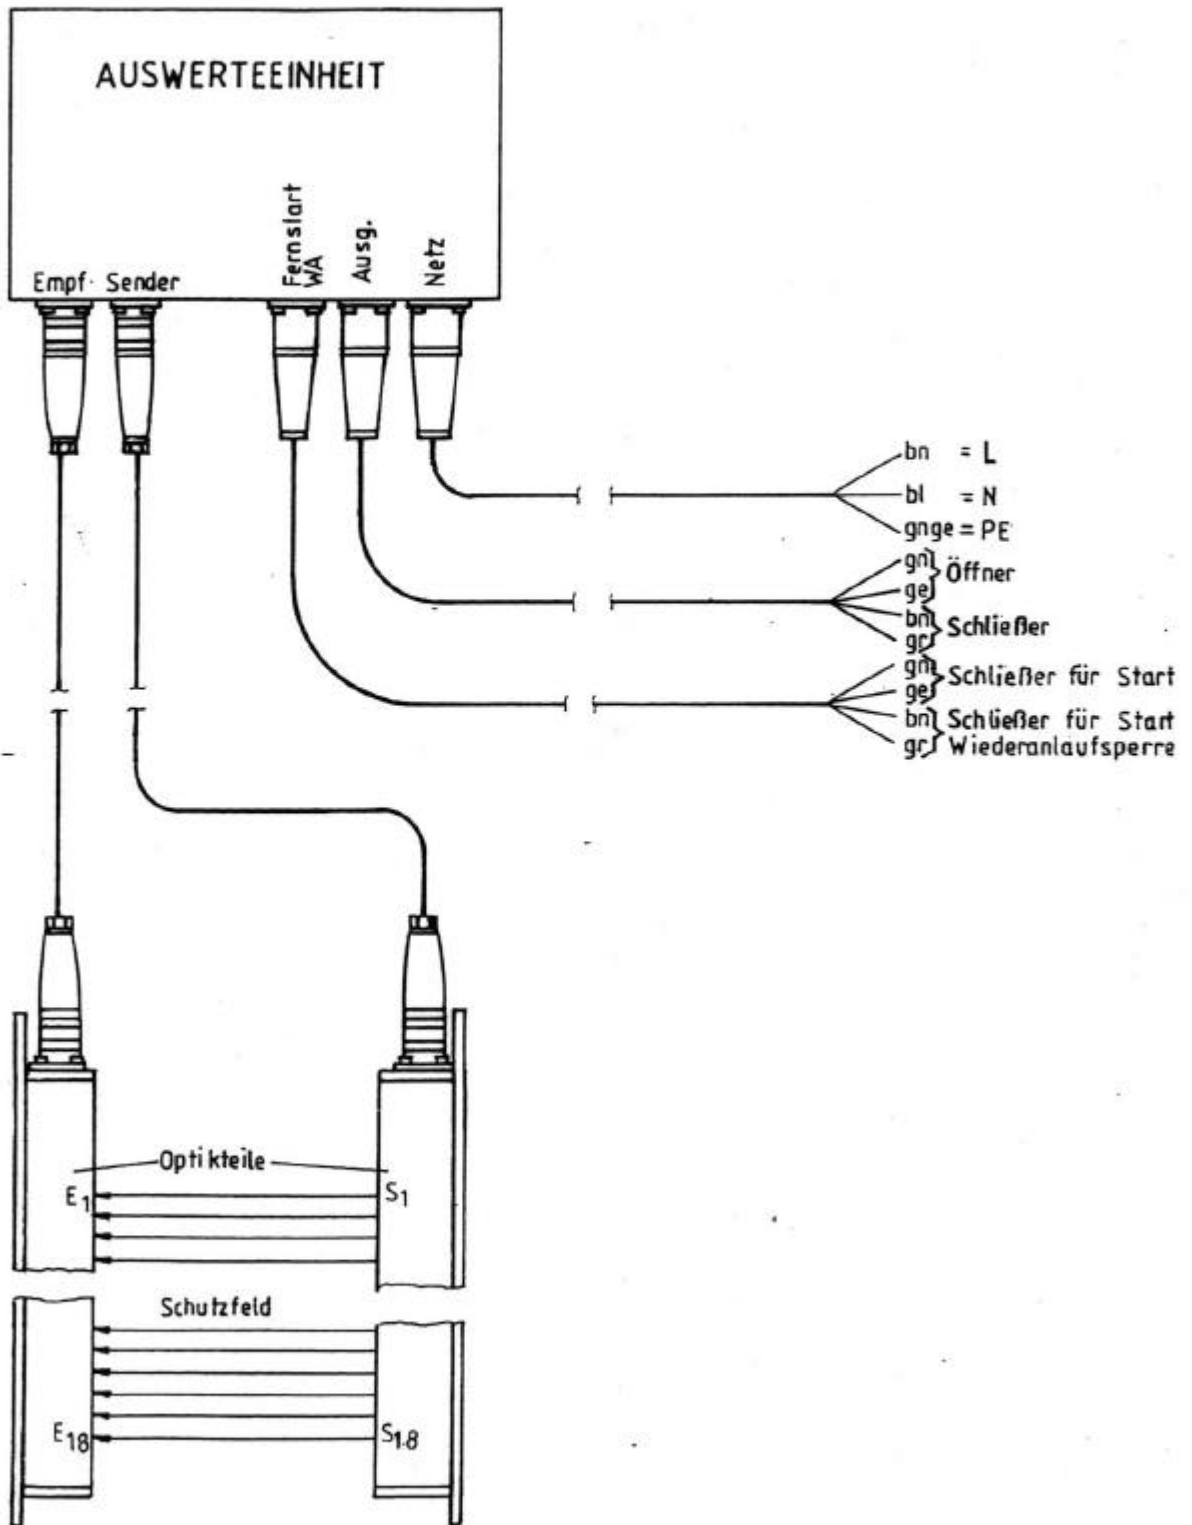 AUSWERTEEINHEIT
Empf. Sender
Fernstart
WA
Ausg.
Netz
bn = L
bl = N
gnge = PE
gn
ge
Öffner
bn
gr
Schließer
gn
ge
Schließer für Start
bn
gr
Schließer für Start
Wiederanlaufsperre
Optikteile
E1
S1
Schutzfeld
E18
S18